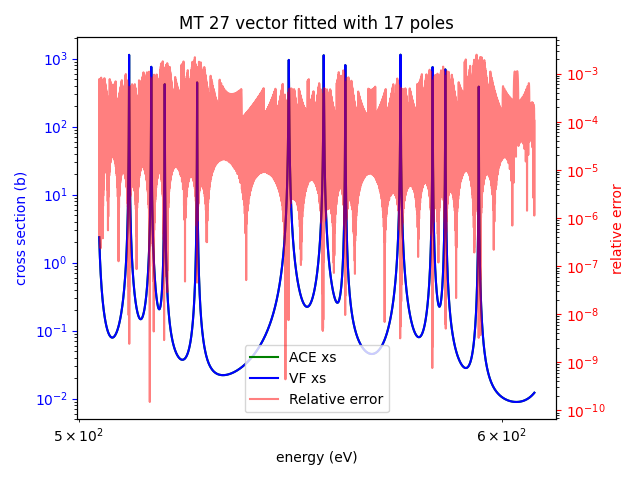 MT 27 vector fitted with 17 poles
cross section (b)
10³
10²
10¹
10⁰
10⁻¹
10⁻²
relative error
10⁻³
10⁻⁴
10⁻⁵
10⁻⁶
10⁻⁷
10⁻⁸
10⁻⁹
10⁻¹⁰
ACE xs
VF xs
Relative error
5 × 10² 6 × 10²
energy (eV)